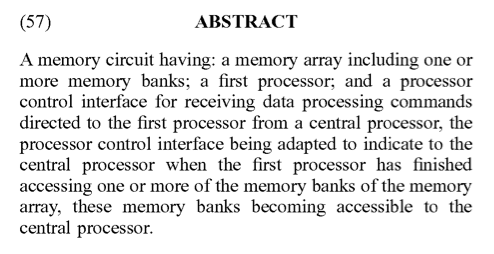 (57) ABSTRACT
A memory circuit having: a memory array including one or
more memory banks; a first processor; and a processor
control interface for receiving data processing commands
directed to the first processor from a central processor, the
processor control interface being adapted to indicate to the
central processor when the first processor has finished
accessing one or more of the memory banks of the memory
array, these memory banks becoming accessible to the
central processor.